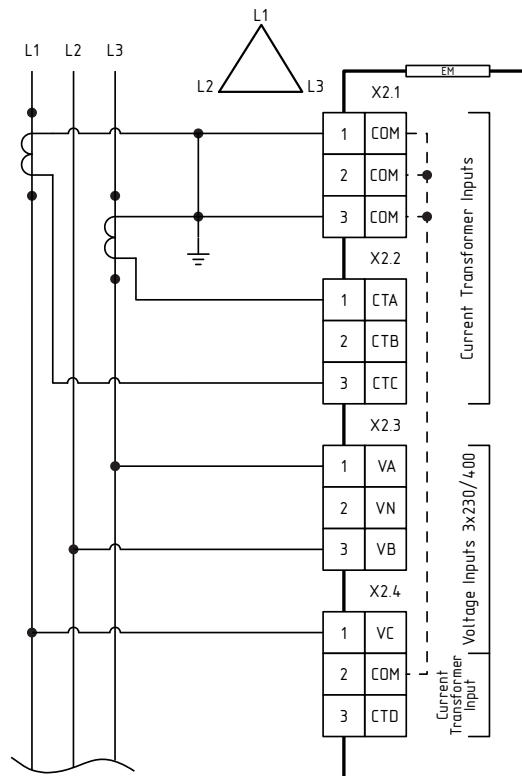 L1
L1 L2 L3
L2 L3
EM
X2.1
1 COM
2 COM
3 COM
Current Transformer Inputs
X2.2
1 CTA
2 CTB
3 CTC
X2.3
1 VA
2 VN
3 VB
Voltage Inputs 3x230/400
X2.4
1 VC
2 COM
3 CTD
Current
Transformer
Input